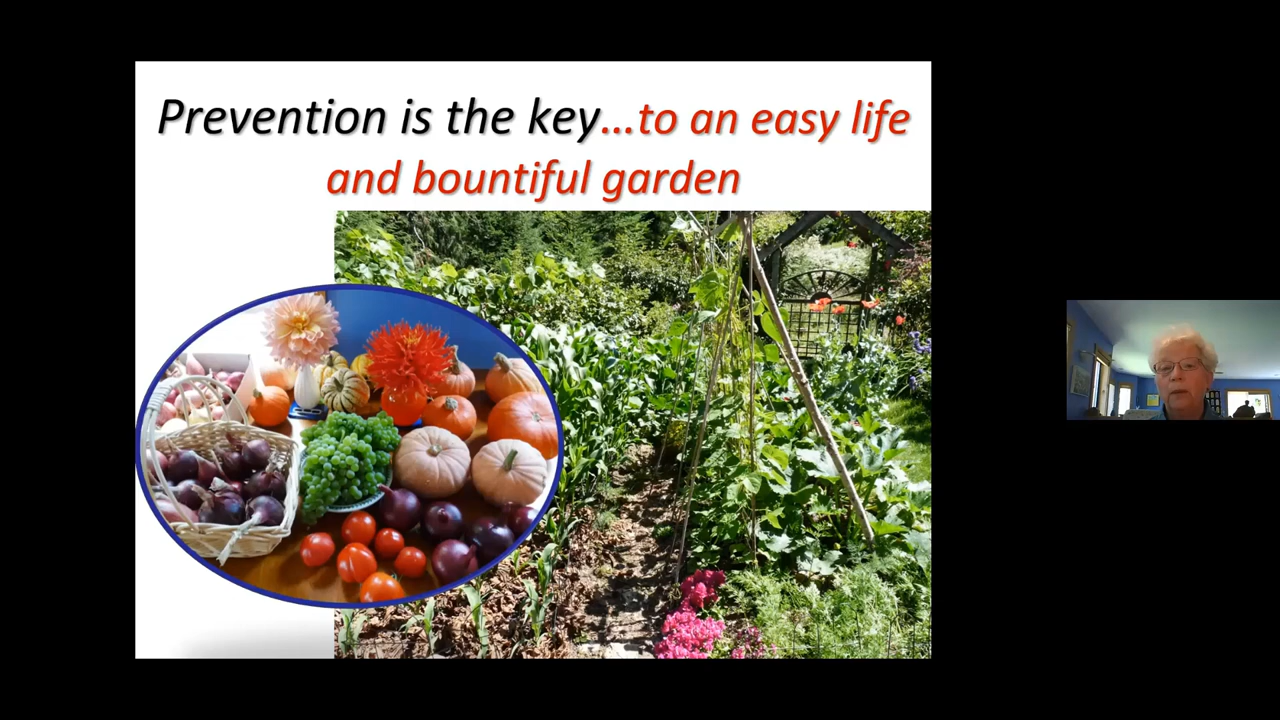 Prevention is the key...to an easy life
and bountiful garden